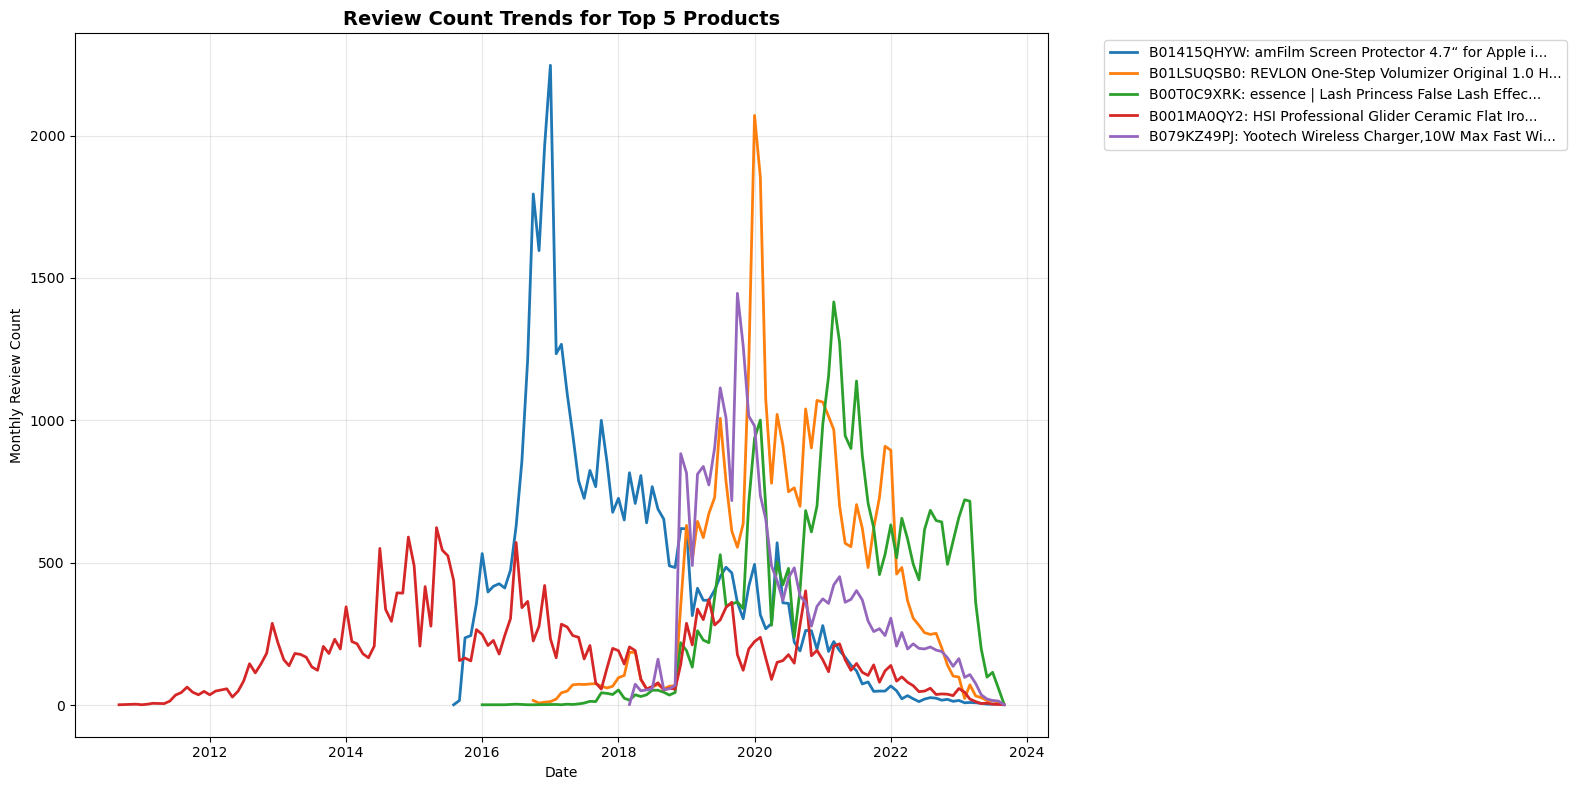 Review Count Trends for Top 5 Products
B01415QHYW: amFilm Screen Protector 4.7“ for Apple i...
B01LSUQSB0: REVLON One-Step Volumizer Original 1.0 H...
B00T0C9XRK: essence | Lash Princess False Lash Effec...
B001MA0QY2: HSI Professional Glider Ceramic Flat Iro...
B079KZ49PJ: Yootech Wireless Charger,10W Max Fast Wi...
Monthly Review Count
2000
1500
1000
500
0
2012 2014 2016 2018 2020 2022 2024
Date